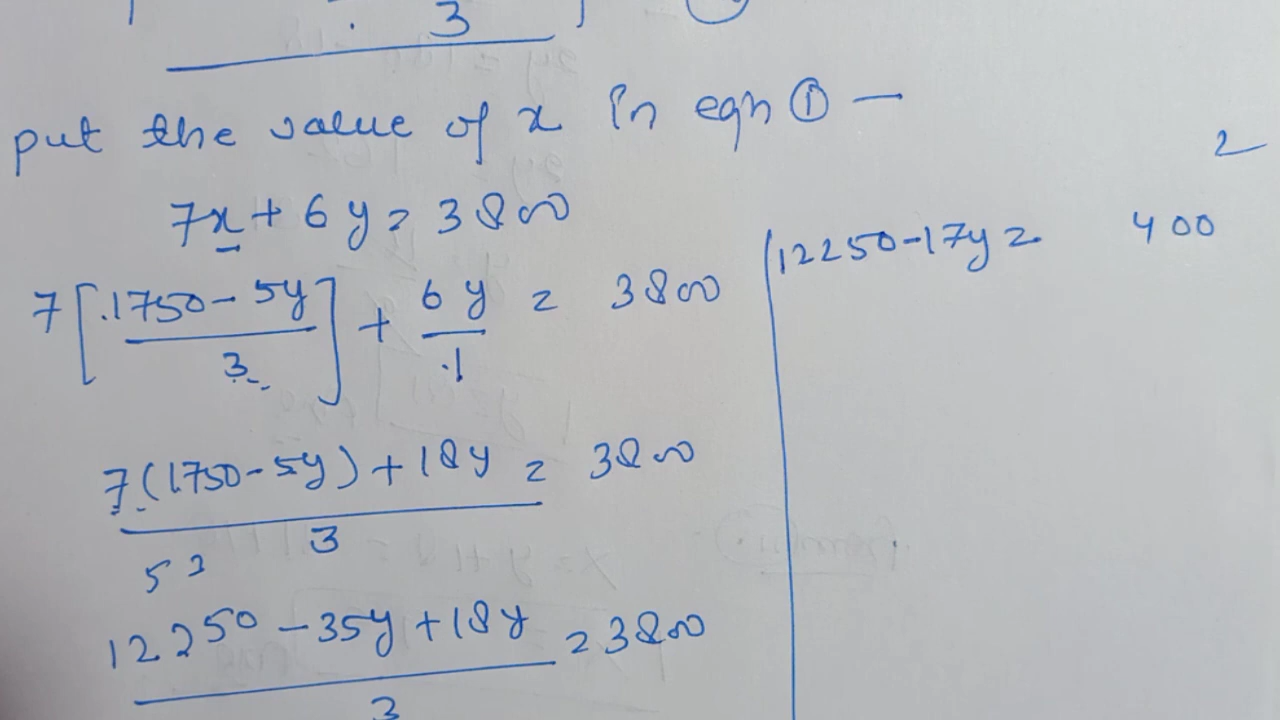 3
put the value of x in eqn ① —
7x + 6y = 3800
7[1750 - 5y / 3] + 6y / 1 = 3800
7(1750 - 5y) + 18y / 3 = 3800
5 3
12250 - 35y + 18y / 3 = 3800
2
12250 - 17y = 400